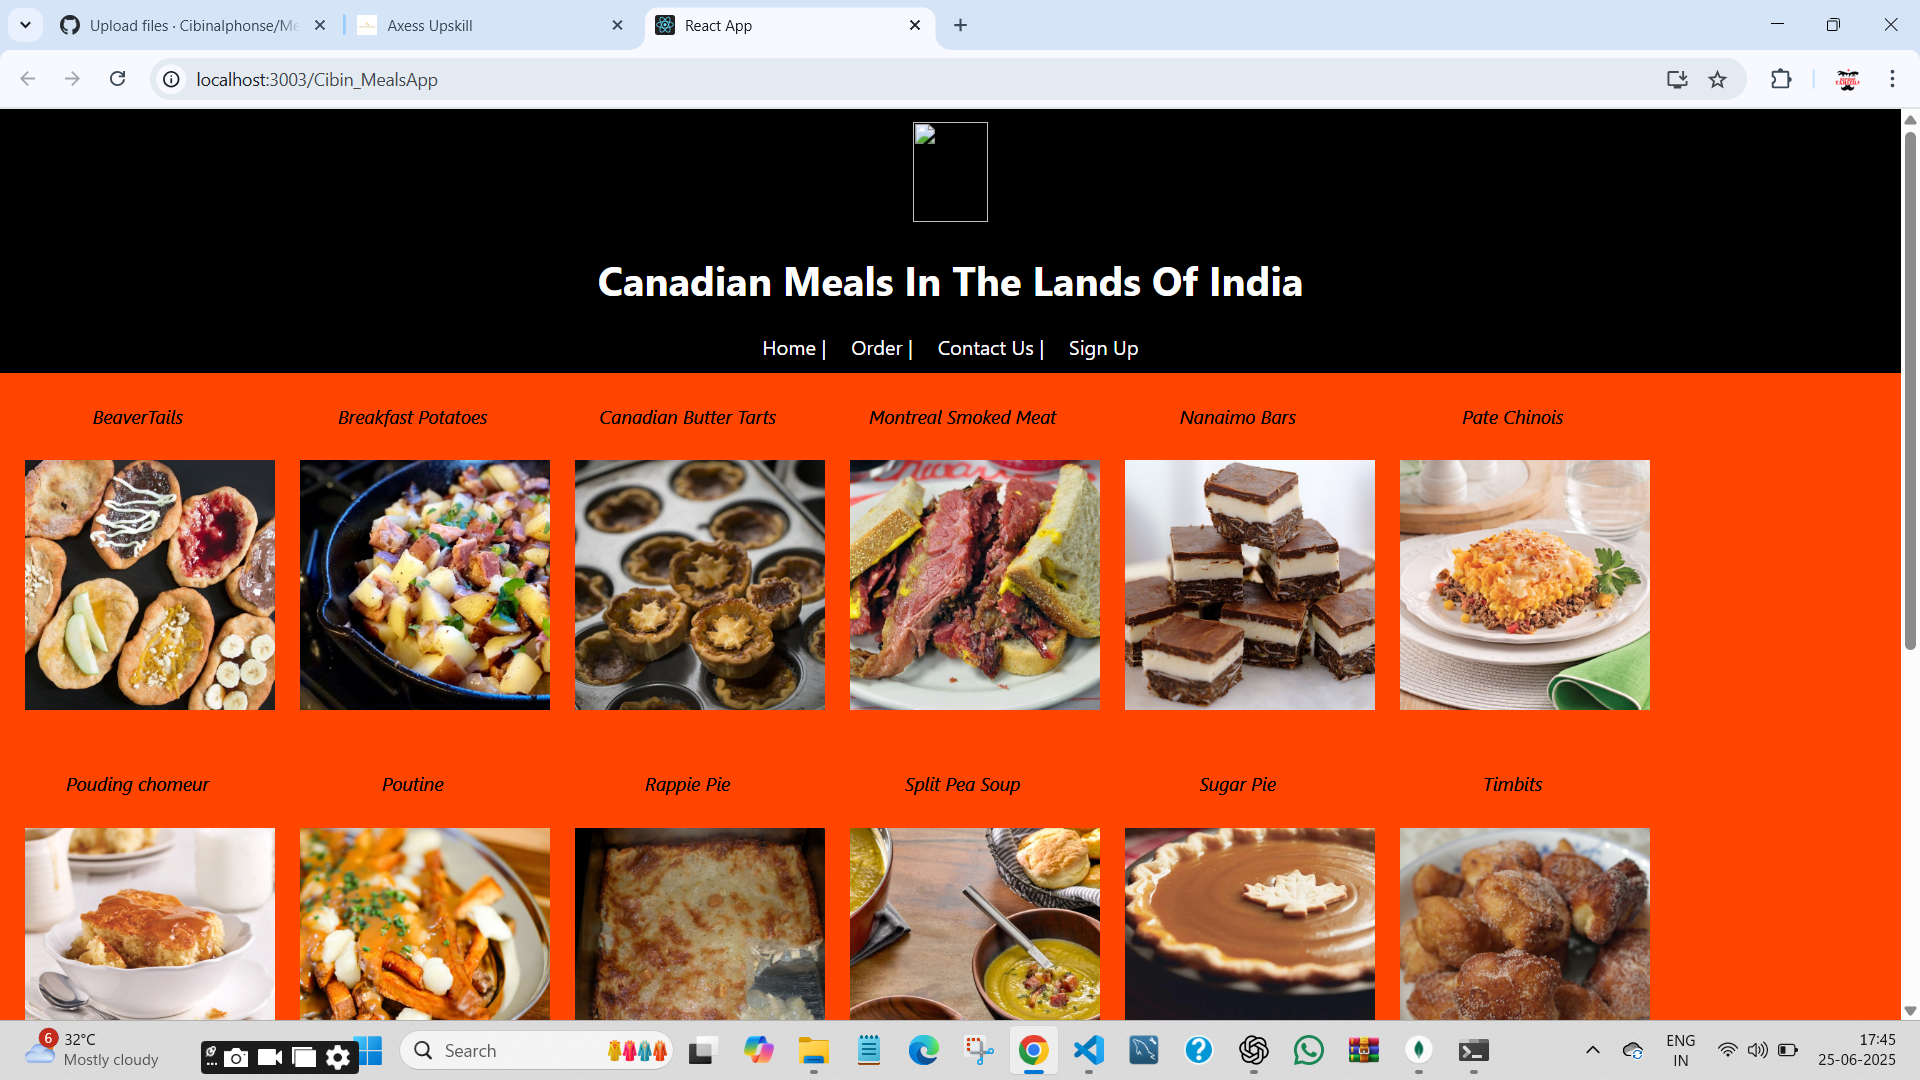 Upload files · Cibinalphonse/Me
Axess Upskill
React App
localhost:3003/Cibin_MealsApp
Canadian Meals In The Lands Of India
Home | Order | Contact Us | Sign Up
BeaverTails Breakfast Potatoes Canadian Butter Tarts Montreal Smoked Meat Nanaimo Bars Pate Chinois
Pouding chomeur Poutine Rappie Pie Split Pea Soup Sugar Pie Timbits
6
32°C
Mostly cloudy
Search
ENG
IN
17:45
25-06-2025